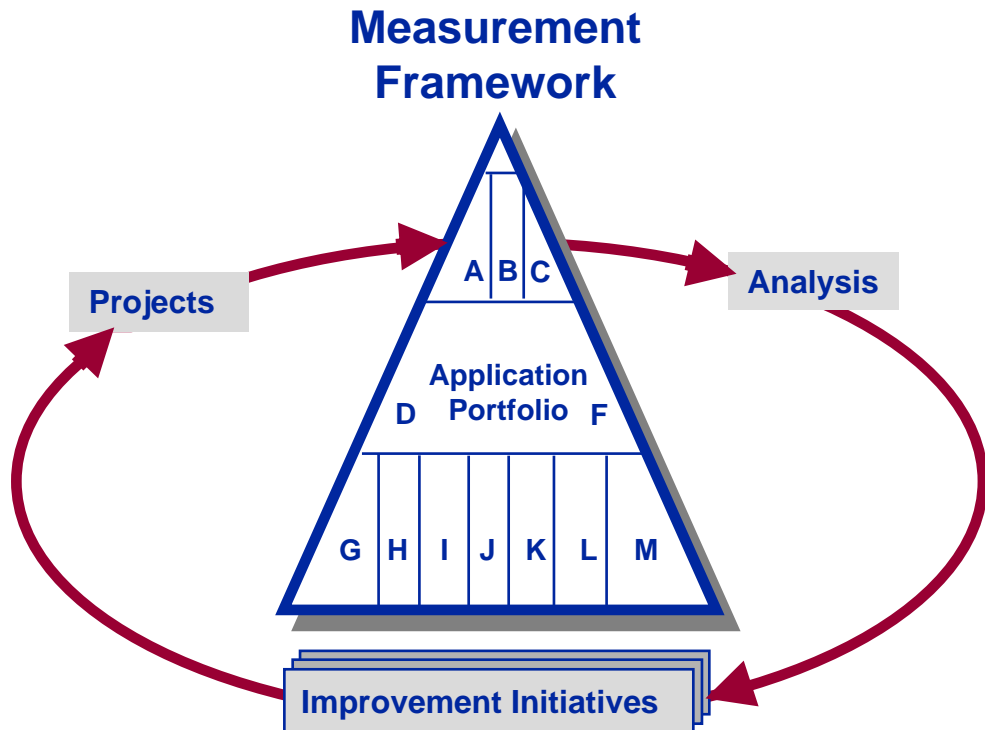 Measurement
Framework
A B C
Projects
Analysis
Application
Portfolio
D F
G H I J K L M
Improvement Initiatives